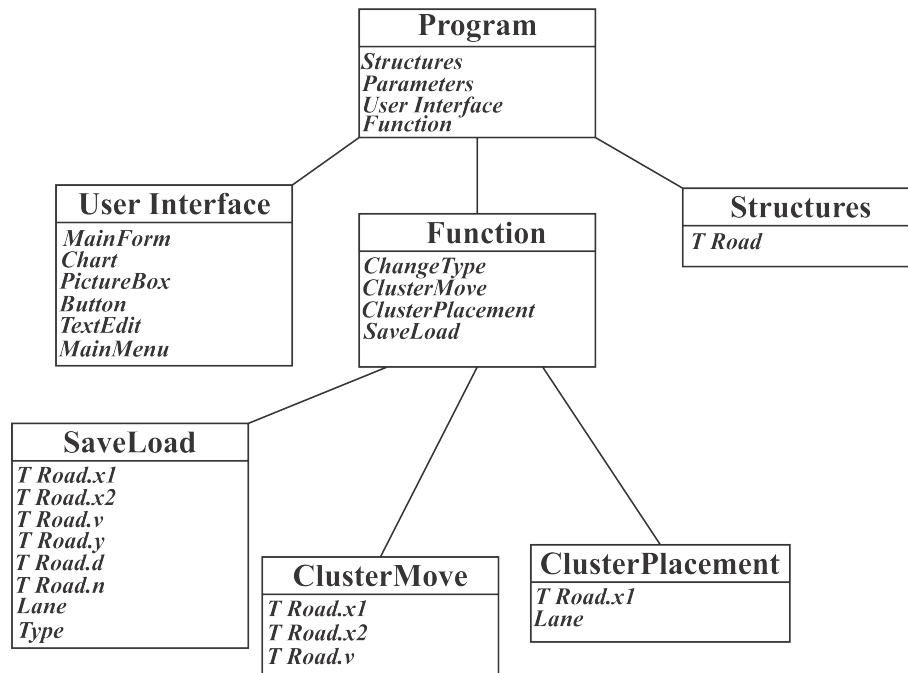 Program
Structures
Parameters
User Interface
Function
User Interface
MainForm
Chart
PictureBox
Button
TextEdit
MainMenu
Function
ChangeType
ClusterMove
ClusterPlacement
SaveLoad
Structures
T Road
SaveLoad
T Road.x1
T Road.x2
T Road.v
T Road.y
T Road.d
T Road.n
Lane
Type
ClusterMove
T Road.x1
T Road.x2
T Road.v
ClusterPlacement
T Road.x1
Lane